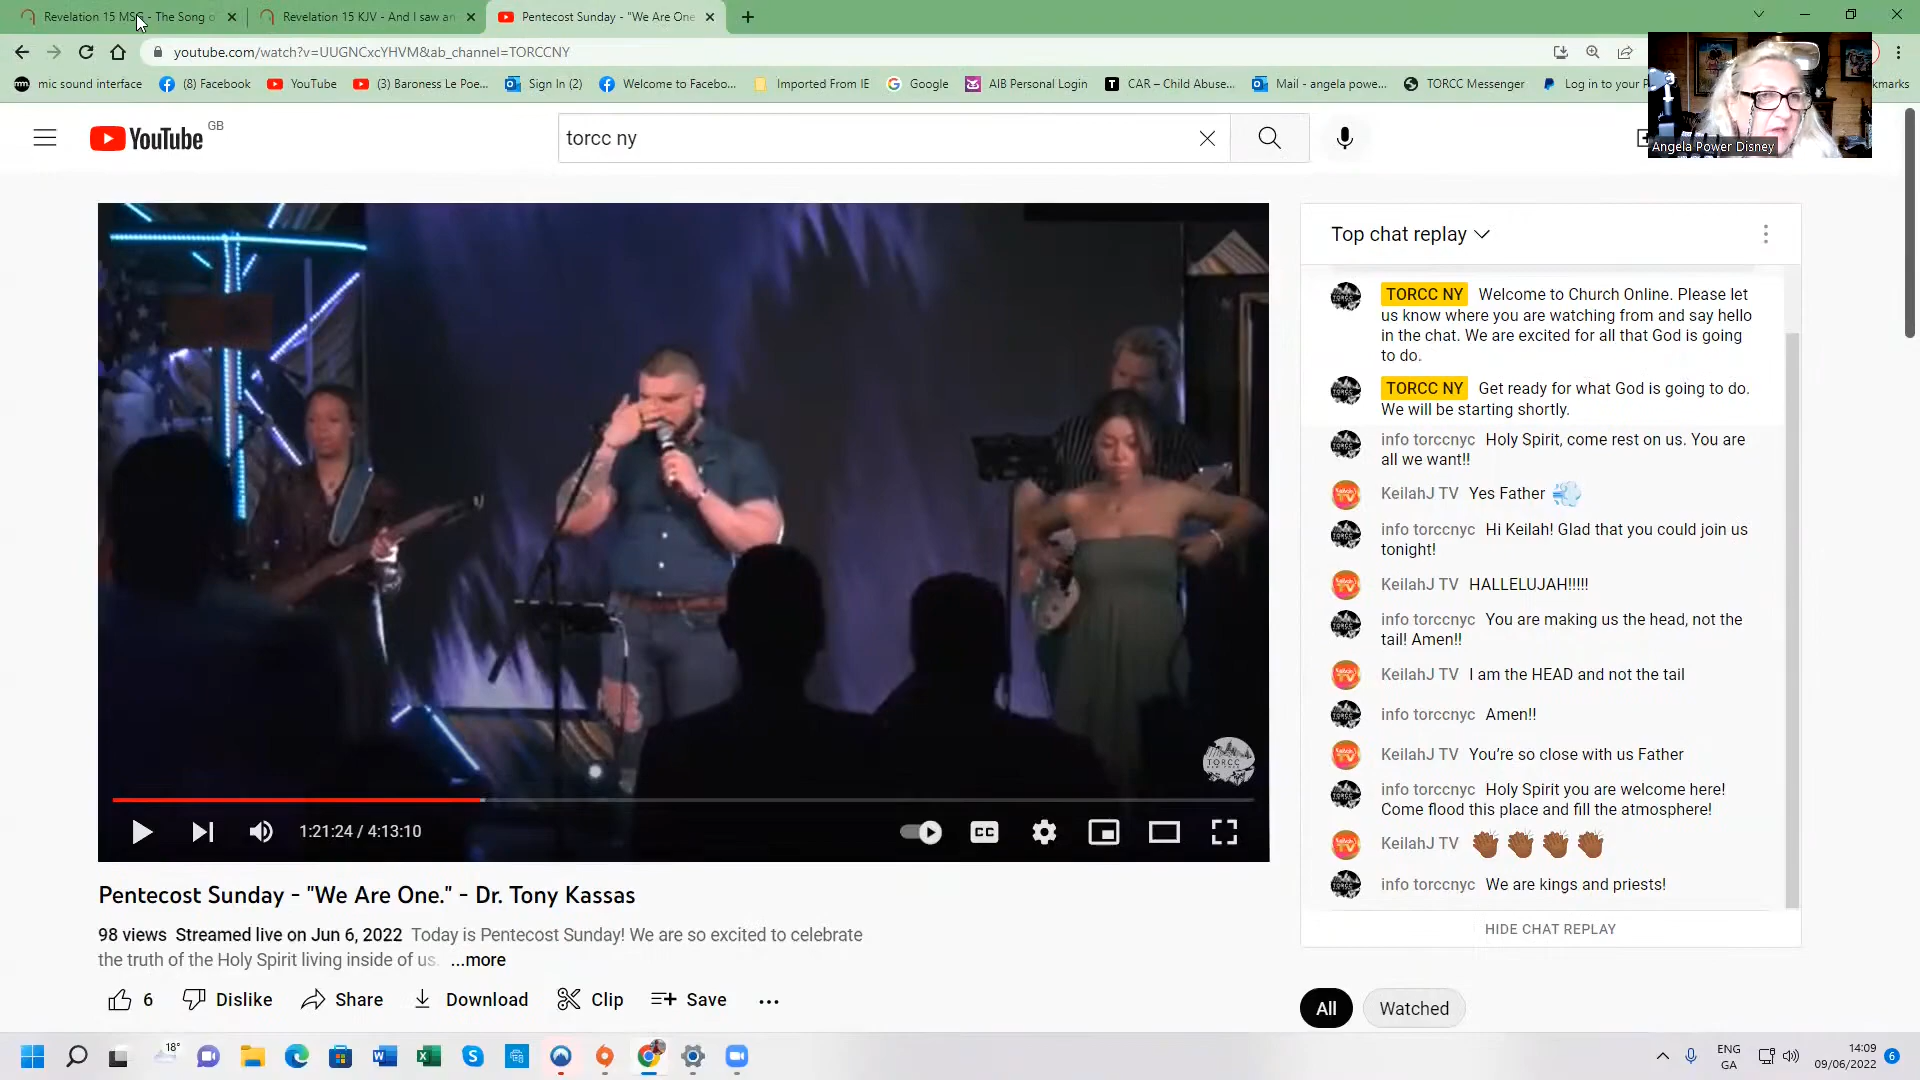 Revelation 15 MSG - The Song o
Revelation 15 KJV - And I saw an
Pentecost Sunday - "We Are One
youtube.com/watch?v=UUGNCxcYHVM&ab_channel=TORCCNY
mic sound interface
(8) Facebook
YouTube
(3) Baroness Le Poe...
Sign In (2)
Welcome to Facebo...
Imported From IE
Google
AIB Personal Login
CAR – Child Abuse...
Mail - angela powe...
TORCC Messenger
Log in to your P
kmarks
Angela Power Disney
YouTube GB
torcc ny
Top chat replay
TORCC NY Welcome to Church Online. Please let
us know where you are watching from and say hello
in the chat. We are excited for all that God is going
to do.
TORCC NY Get ready for what God is going to do.
We will be starting shortly.
info torccnyc Holy Spirit, come rest on us. You are
all we want!!
KeilahJ TV Yes Father 💨
info torccnyc Hi Keilah! Glad that you could join us
tonight!
KeilahJ TV HALLELUJAH!!!!!
info torccnyc You are making us the head, not the
tail! Amen!!
KeilahJ TV I am the HEAD and not the tail
info torccnyc Amen!!
KeilahJ TV You're so close with us Father
info torccnyc Holy Spirit you are welcome here!
Come flood this place and fill the atmosphere!
KeilahJ TV 👏🏾 👏🏾 👏🏾 👏🏾
info torccnyc We are kings and priests!
HIDE CHAT REPLAY
TORCC
1:21:24 / 4:13:10
CC
Pentecost Sunday - "We Are One." - Dr. Tony Kassas
98 views Streamed live on Jun 6, 2022 Today is Pentecost Sunday! We are so excited to celebrate
the truth of the Holy Spirit living inside of us. ...more
6 Dislike Share Download Clip Save ...
All Watched
18°
ENG
GA
14:09
09/06/2022
6